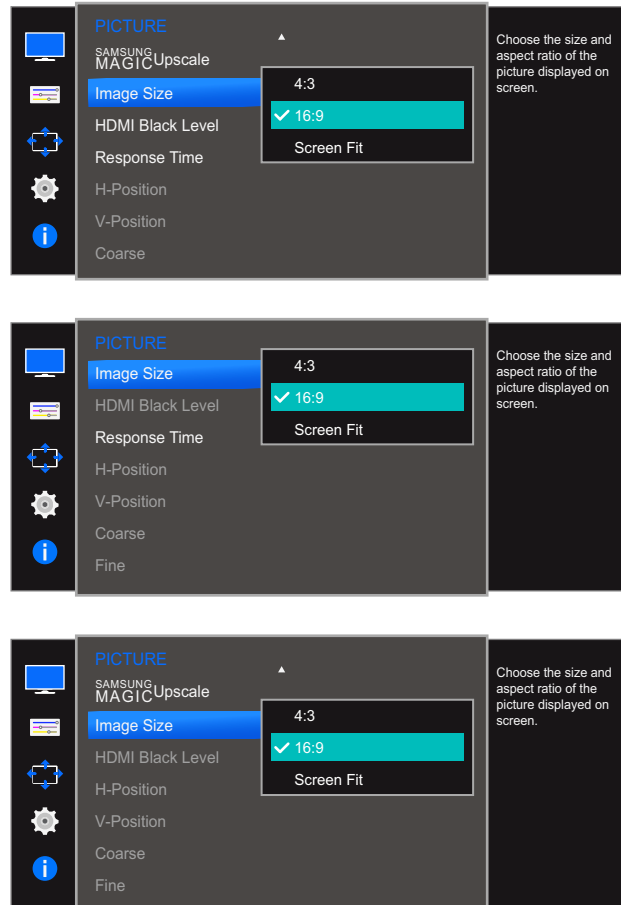 PICTURE
SAMSUNG
MAGICUpscale
Image Size
HDMI Black Level
Response Time
H-Position
V-Position
Coarse
4:3
16:9
Screen Fit
Choose the size and
aspect ratio of the
picture displayed on
screen.
PICTURE
Image Size
HDMI Black Level
Response Time
H-Position
V-Position
Coarse
Fine
4:3
16:9
Screen Fit
Choose the size and
aspect ratio of the
picture displayed on
screen.
PICTURE
SAMSUNG
MAGICUpscale
Image Size
HDMI Black Level
H-Position
V-Position
Coarse
Fine
4:3
16:9
Screen Fit
Choose the size and
aspect ratio of the
picture displayed on
screen.